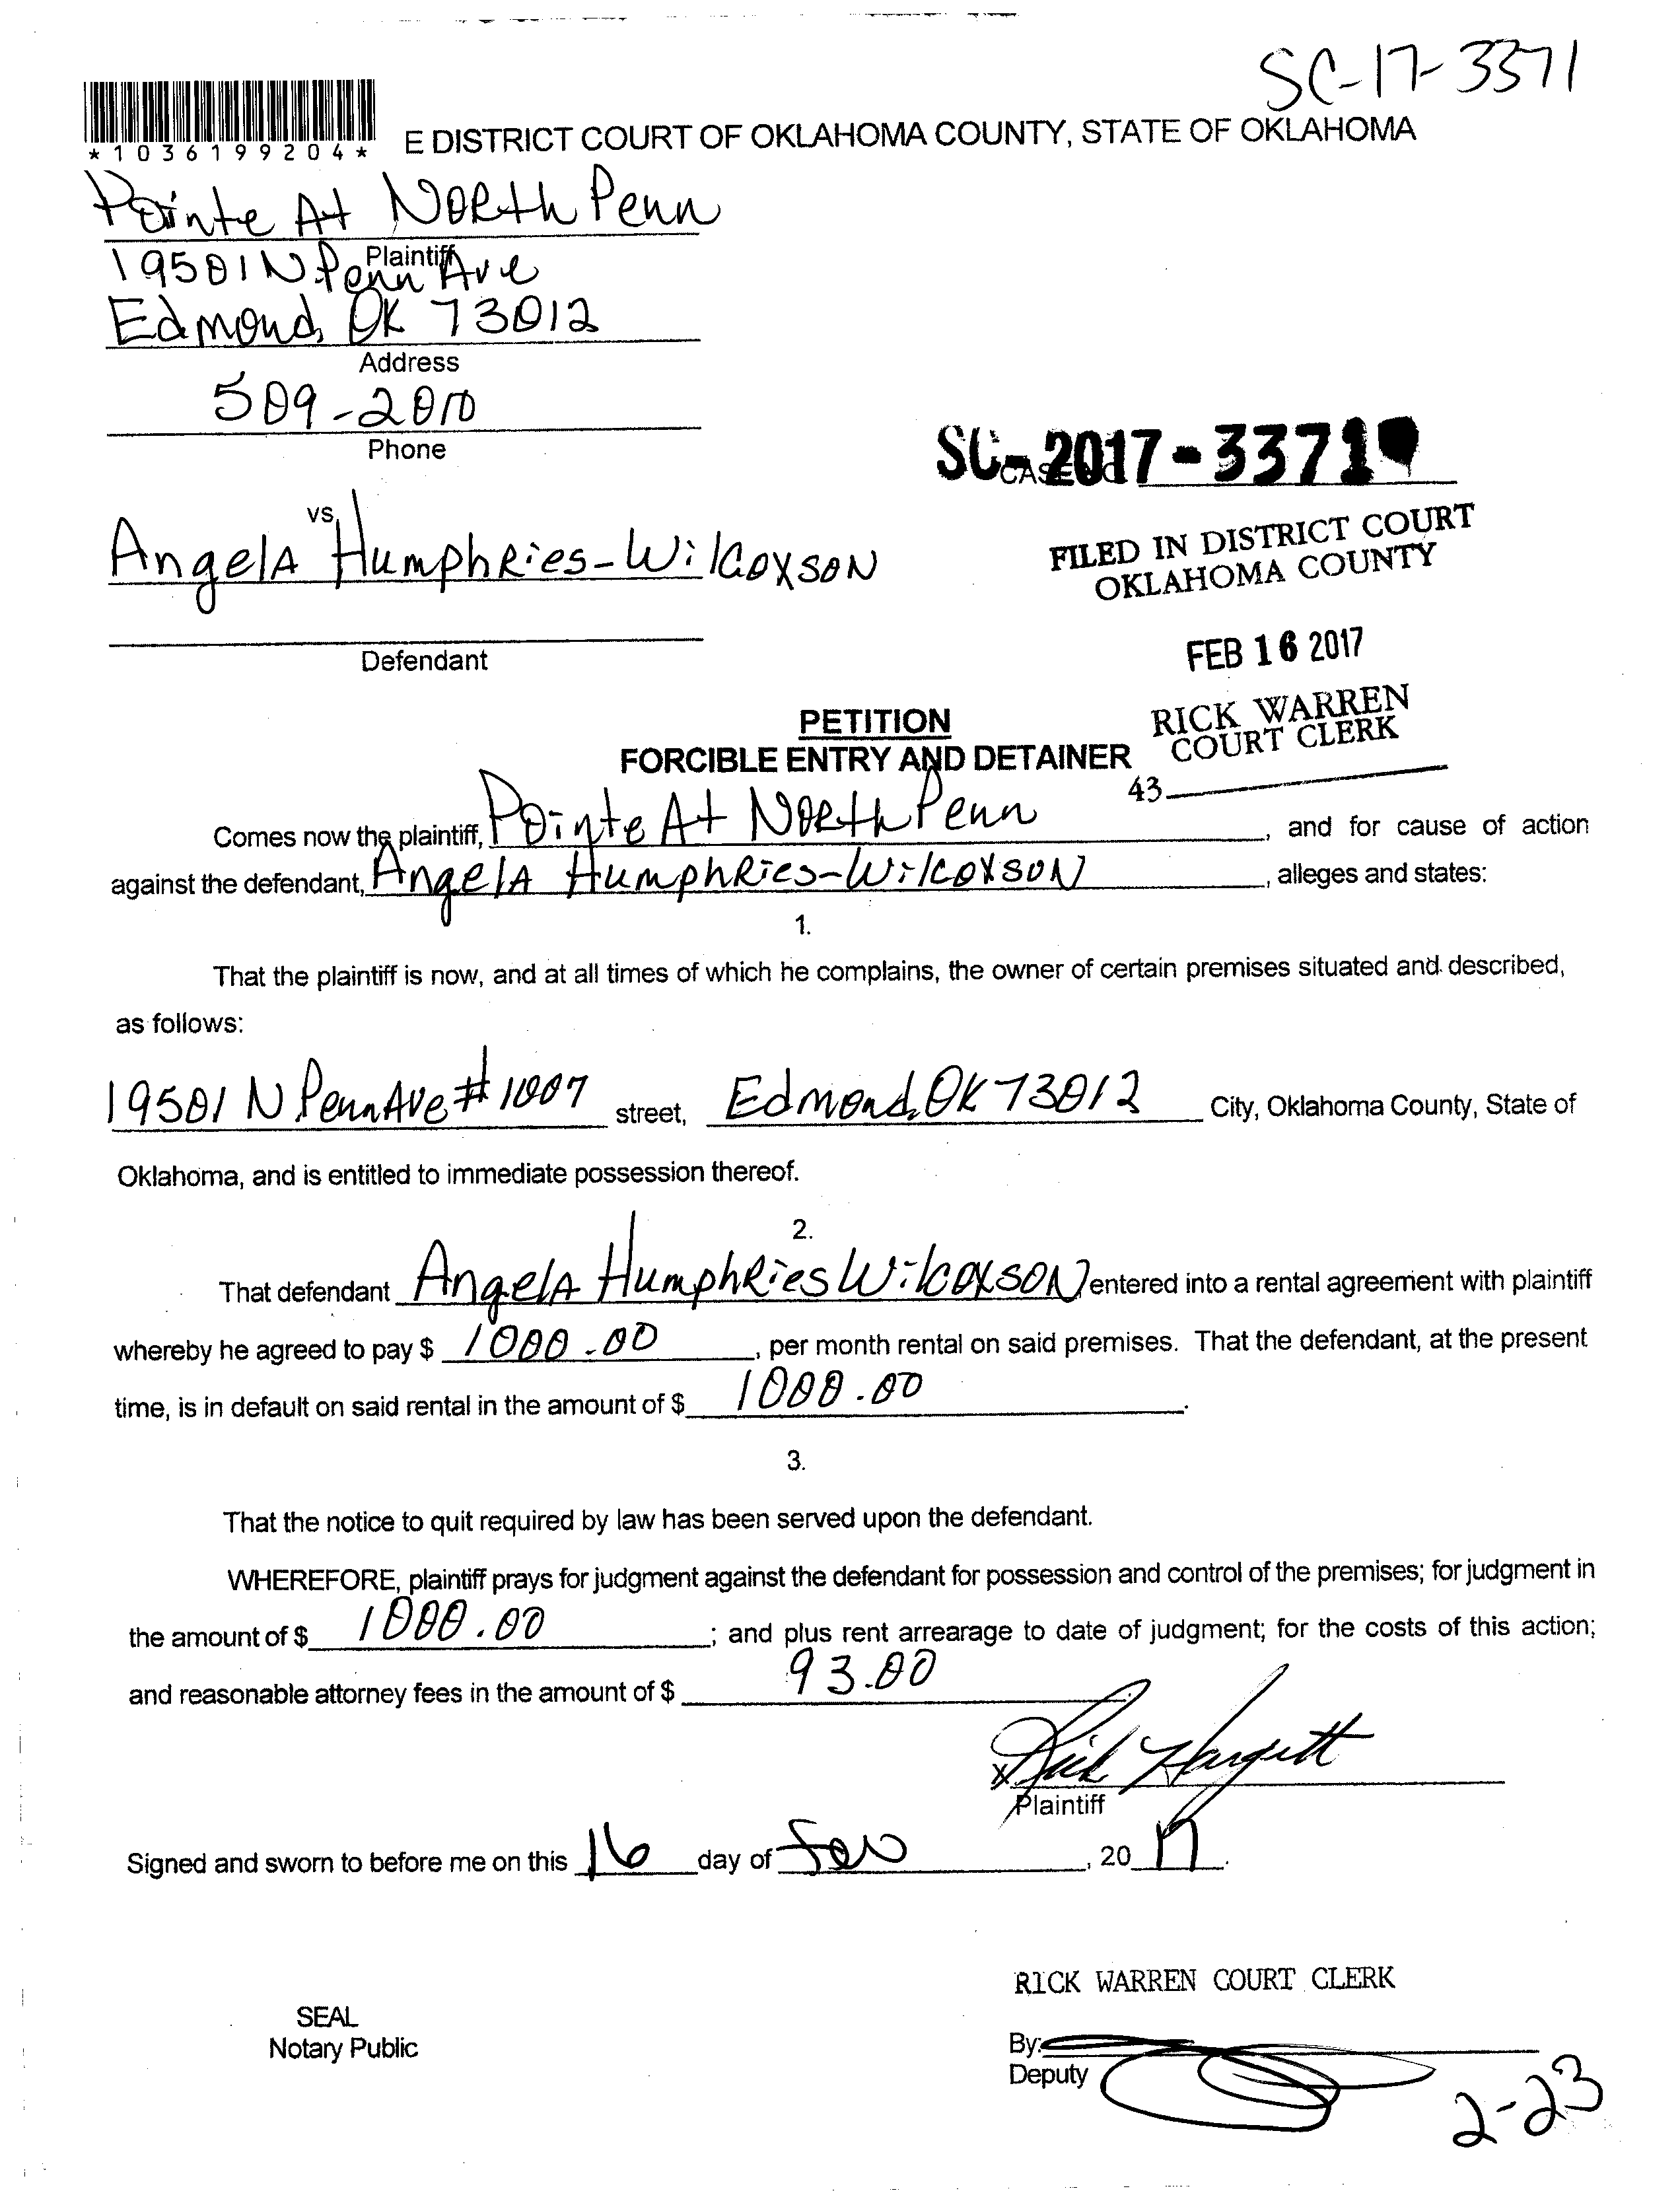 SC-17-3371
*1036199204*
E DISTRICT COURT OF OKLAHOMA COUNTY, STATE OF OKLAHOMA
Pointe At North Penn
Plaintiff
19501 N Penn Ave
Edmond, OK 73012
Address
509-2010
Phone
SC-2017-3371
CASE NO
vs.
Angela Humphries-Wilcoxson
FILED IN DISTRICT COURT
OKLAHOMA COUNTY
Defendant
FEB 16 2017
PETITION
FORCIBLE ENTRY AND DETAINER
RICK WARREN
COURT CLERK
43
Comes now the plaintiff, Pointe At North Penn, and for cause of action
against the defendant, Angela Humphries-Wilcoxson, alleges and states:
1.
That the plaintiff is now, and at all times of which he complains, the owner of certain premises situated and described,
as follows:
19501 N Penn Ave # 1007 street, Edmond, OK 73012 City, Oklahoma County, State of
Oklahoma, and is entitled to immediate possession thereof.
2.
That defendant Angela Humphries Wilcoxson entered into a rental agreement with plaintiff
whereby he agreed to pay $ 1000.00, per month rental on said premises. That the defendant, at the present
time, is in default on said rental in the amount of $ 1000.00.
3.
That the notice to quit required by law has been served upon the defendant.
WHEREFORE, plaintiff prays for judgment against the defendant for possession and control of the premises; for judgment in
the amount of $ 1000.00; and plus rent arrearage to date of judgment; for the costs of this action;
and reasonable attorney fees in the amount of $ 93.00
x Rick Hargett
Plaintiff
Signed and sworn to before me on this 16 day of Feb, 20 17.
RICK WARREN COURT CLERK
SEAL
Notary Public
By:
Deputy
2-23